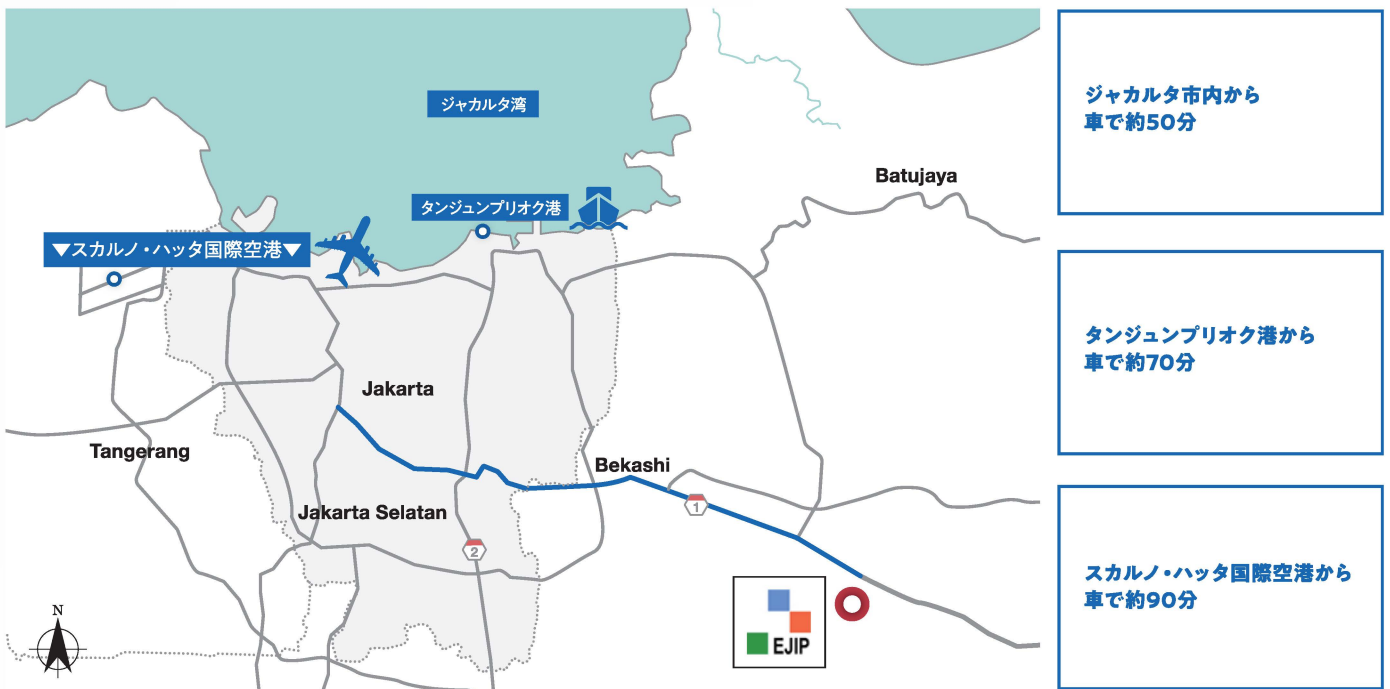 ジャカルタ湾
タンジュンプリオク港
▼スカルノ・ハッタ国際空港▼
Batujaya
Jakarta
Tangerang
Bekashi
Jakarta Selatan
1
2
EJIP
N
ジャカルタ市内から
車で約50分
タンジュンプリオク港から
車で約70分
スカルノ・ハッタ国際空港から
車で約90分